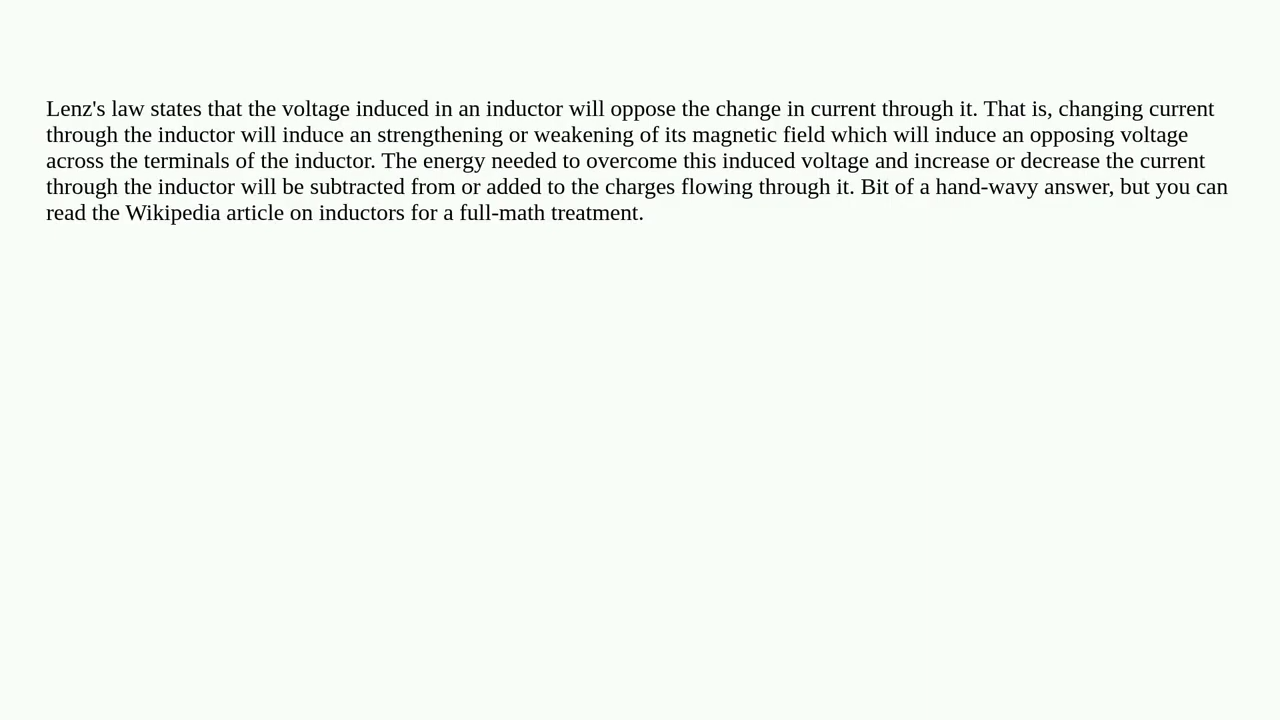 Lenz's law states that the voltage induced in an inductor will oppose the change in current through it. That is, changing current
through the inductor will induce an strengthening or weakening of its magnetic field which will induce an opposing voltage
across the terminals of the inductor. The energy needed to overcome this induced voltage and increase or decrease the current
through the inductor will be subtracted from or added to the charges flowing through it. Bit of a hand-wavy answer, but you can
read the Wikipedia article on inductors for a full-math treatment.